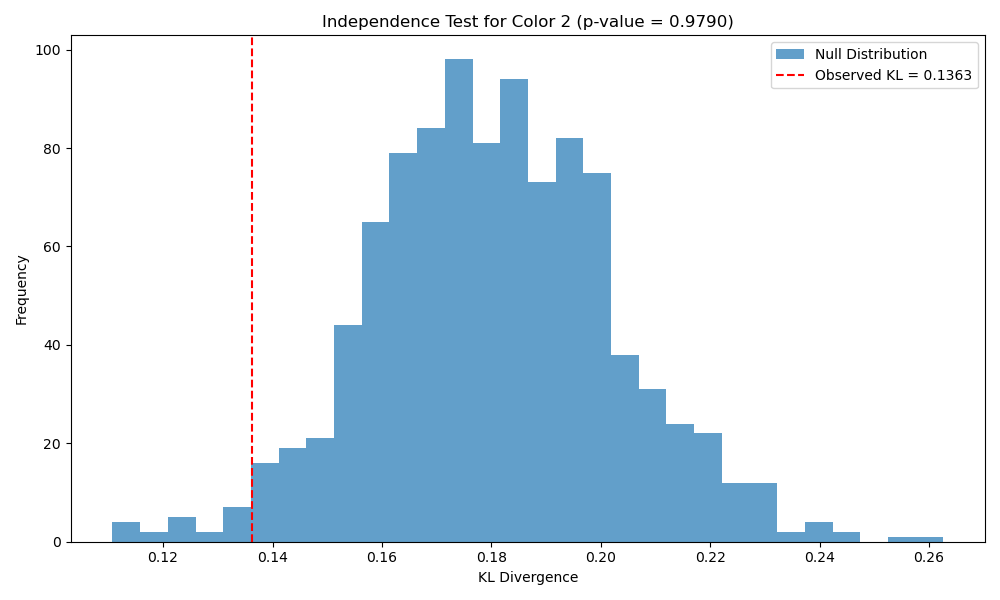 Independence Test for Color 2 (p-value = 0.9790)
Null Distribution
Observed KL = 0.1363
Frequency
100
80
60
40
20
0
0.12 0.14 0.16 0.18 0.20 0.22 0.24 0.26
KL Divergence